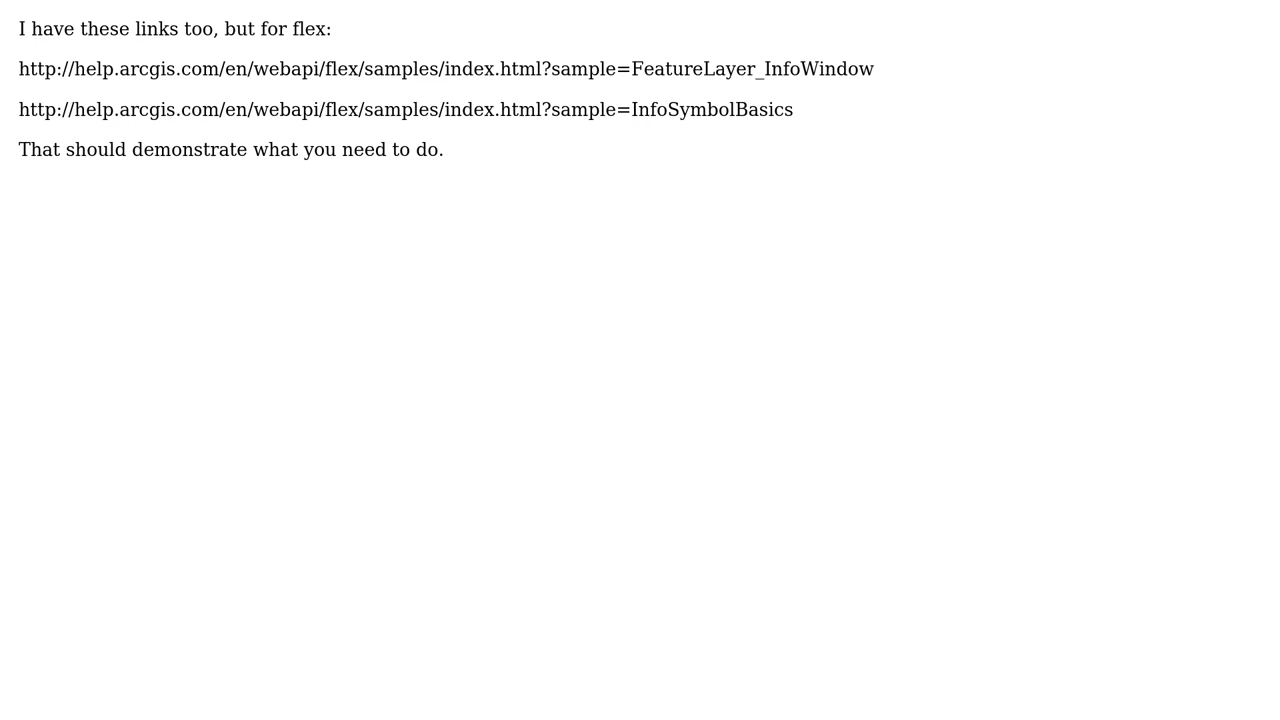 I have these links too, but for flex:
http://help.arcgis.com/en/webapi/flex/samples/index.html?sample=FeatureLayer_InfoWindow
http://help.arcgis.com/en/webapi/flex/samples/index.html?sample=InfoSymbolBasics
That should demonstrate what you need to do.